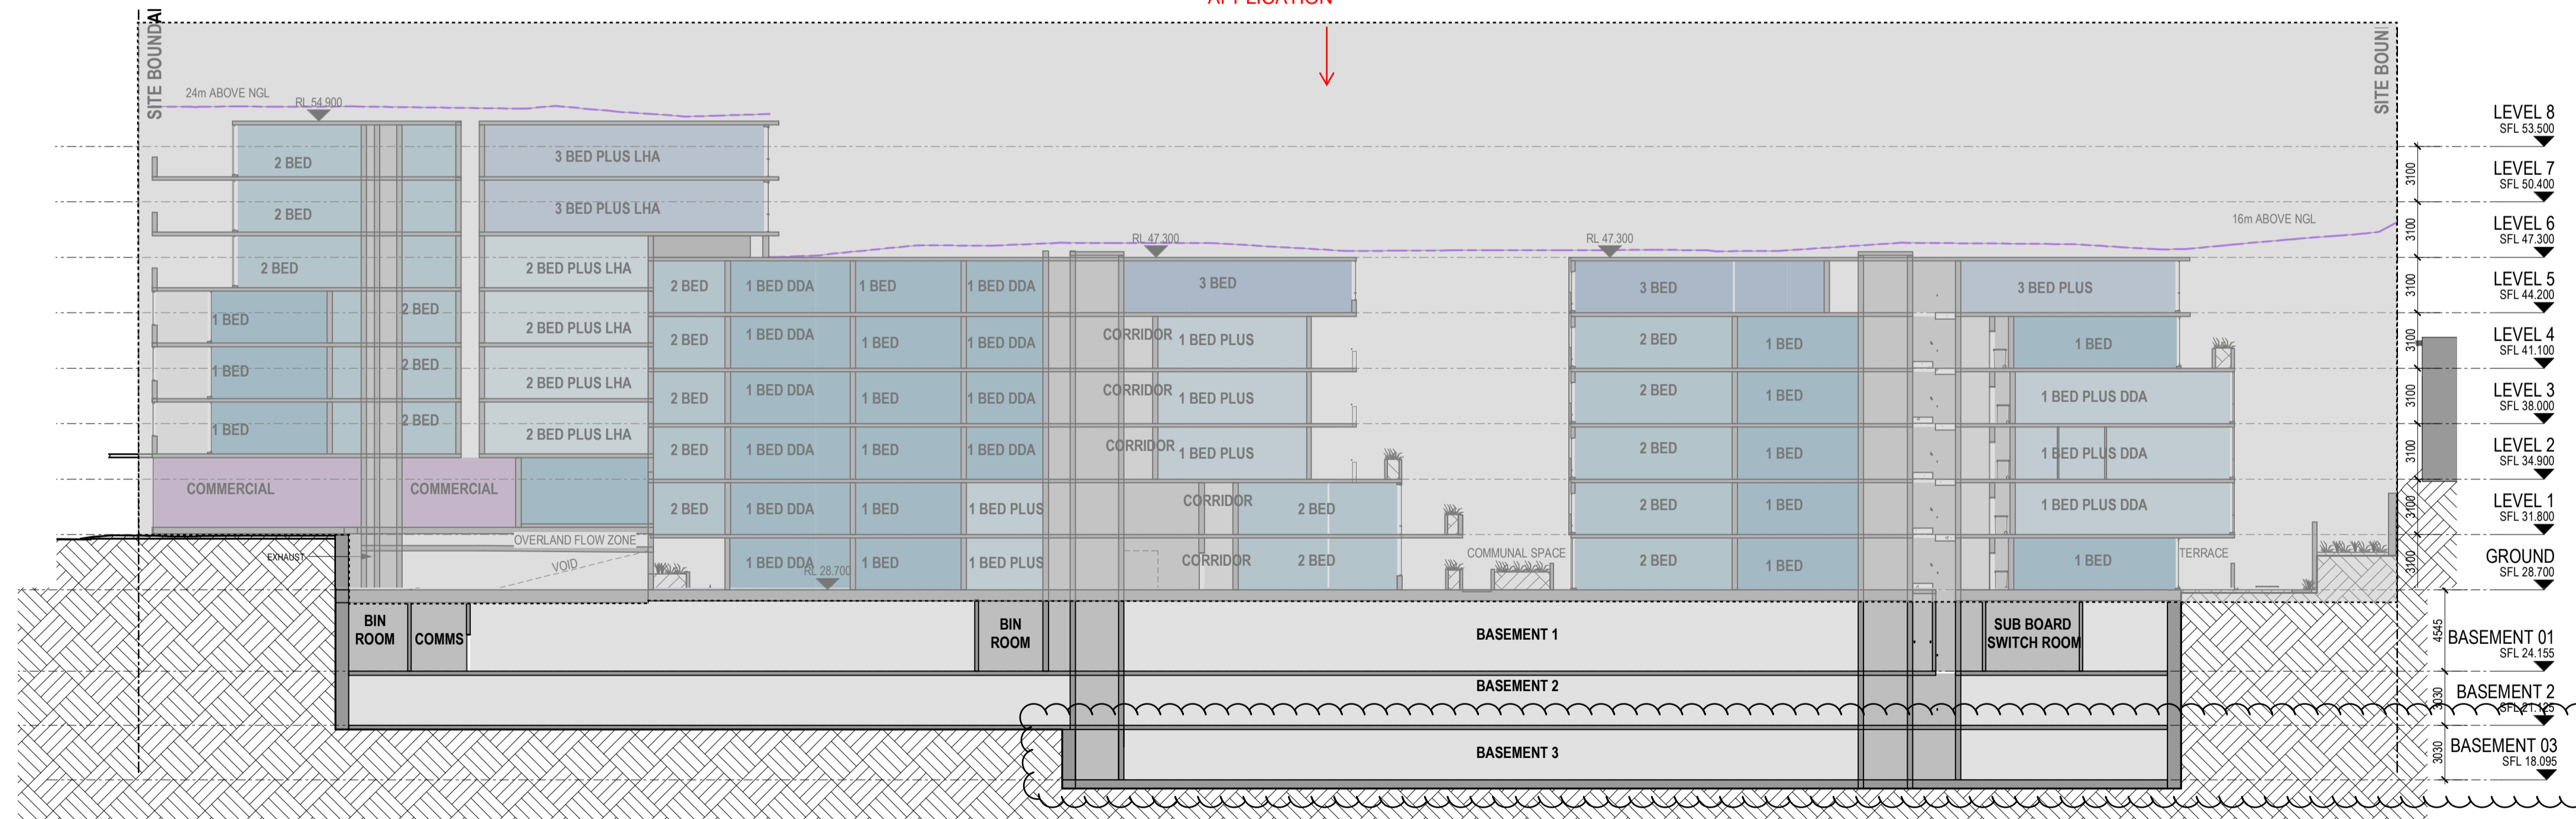 APPLICATION
SITE BOUNDAI
SITE BOUNI
24m ABOVE NGL
RL 54.900
LEVEL 8
SFL 53.500
2 BED
3 BED PLUS LHA
3100
LEVEL 7
SFL 50.400
2 BED
3 BED PLUS LHA
16m ABOVE NGL
3100
LEVEL 6
SFL 47.300
RL 47.300
RL 47.300
2 BED
2 BED PLUS LHA
2 BED
1 BED DDA
1 BED
1 BED DDA
3 BED
3 BED
3 BED PLUS
3100
LEVEL 5
SFL 44.200
1 BED
2 BED
2 BED PLUS LHA
2 BED
1 BED DDA
1 BED
1 BED DDA
CORRIDOR
1 BED PLUS
2 BED
1 BED
1 BED
3100
LEVEL 4
SFL 41.100
1 BED
2 BED
2 BED PLUS LHA
2 BED
1 BED DDA
1 BED
1 BED DDA
CORRIDOR
1 BED PLUS
2 BED
1 BED
1 BED PLUS DDA
3100
LEVEL 3
SFL 38.000
1 BED
2 BED
2 BED PLUS LHA
2 BED
1 BED DDA
1 BED
1 BED DDA
CORRIDOR
1 BED PLUS
2 BED
1 BED
1 BED PLUS DDA
3100
LEVEL 2
SFL 34.900
COMMERCIAL
COMMERCIAL
2 BED
1 BED DDA
1 BED
1 BED PLUS
CORRIDOR
2 BED
2 BED
1 BED
1 BED PLUS DDA
3100
LEVEL 1
SFL 31.800
EXHAUST
OVERLAND FLOW ZONE
VOID
1 BED DDA
RL 28.700
1 BED
1 BED PLUS
CORRIDOR
2 BED
COMMUNAL SPACE
2 BED
1 BED
1 BED
TERRACE
3100
GROUND
SFL 28.700
BIN
ROOM
COMMS
BIN
ROOM
BASEMENT 1
SUB BOARD
SWITCH ROOM
4545
BASEMENT 01
SFL 24.155
BASEMENT 2
3030
BASEMENT 2
SFL 21.125
BASEMENT 3
3030
BASEMENT 03
SFL 18.095